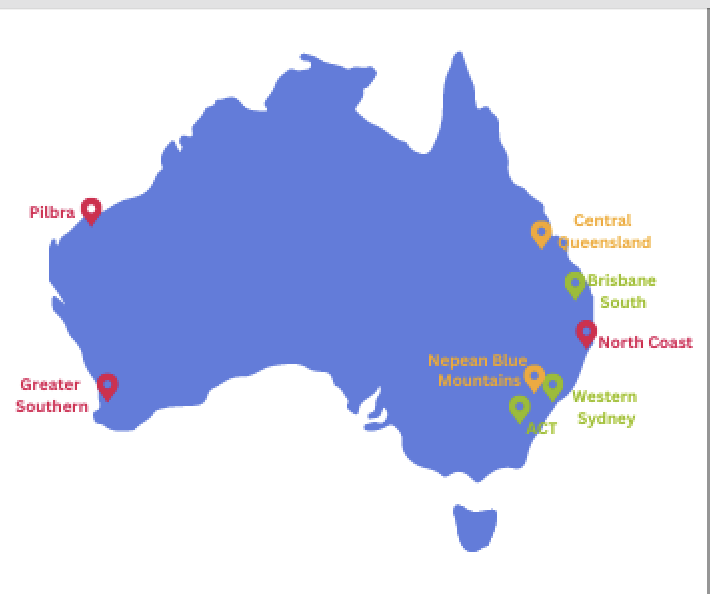 Pilbra
Central
Queensland
Brisbane
South
North Coast
Nepean Blue
Mountains
Greater
Southern
Western
Sydney
ACT